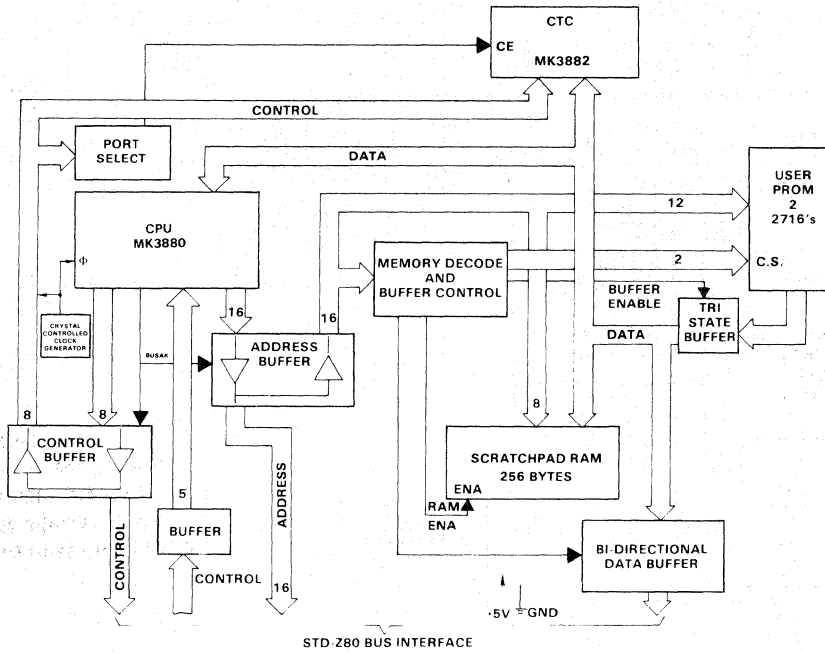 CTC
CE
MK3882
CONTROL
PORT
SELECT
DATA
USER
PROM
2
2716's
C.S.
CPU
MK3880
Φ
12
MEMORY DECODE
AND
BUFFER CONTROL
2
BUFFER
ENABLE
TRI
STATE
BUFFER
CRYSTAL
CONTROLLED
CLOCK
GENERATOR
16
16
BUSAK
ADDRESS
BUFFER
DATA
8
8
8
CONTROL
BUFFER
SCRATCHPAD RAM
256 BYTES
ENA
RAM
ENA
5
BUFFER
ADDRESS
BI-DIRECTIONAL
DATA BUFFER
CONTROL
CONTROL
16
+5V
GND
STD-Z80 BUS INTERFACE